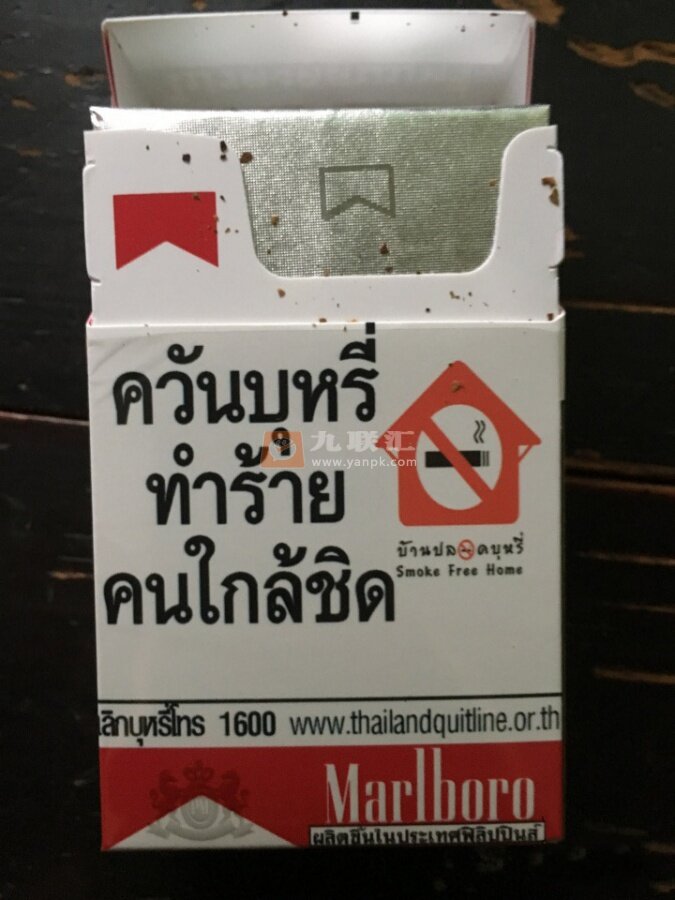 ควันบุหรี่
ทำร้าย
คนใกล้ชิด
九联汇
www.yanpk.com
บ้านปลอดบุหรี่
Smoke Free Home
เลิกบุหรี่โทร 1600 www.thailandquitline.or.th
Marlboro
ผลิตขึ้นในประเทศฟิลิปปินส์